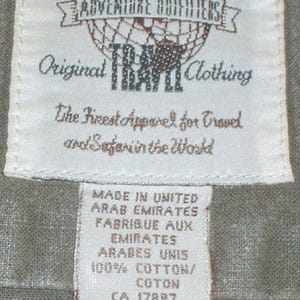 ADVENTURE OUTFITTERS
Original TRAVEL Clothing
The Finest Apparel for Travel
and Safari in the World
MADE IN UNITED
ARAB EMIRATES
FABRIQUE AUX
EMIRATES
ARABES UNIS
100% COTTON/
COTON
CA 17887